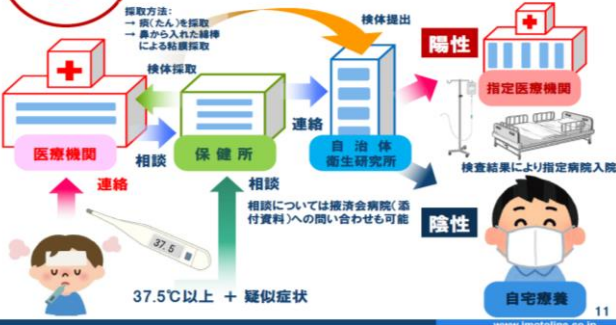 採取方法:
→ 痰(たん)を採取
→ 鼻から入れた綿棒
による粘膜採取
検体提出
検体採取
陽性
指定医療機関
医療機関
相談
保健所
連絡
自治体
衛生研究所
検査結果により指定病院入院
連絡
相談
相談については掖済会病院(添
付資料)への問い合わせも可能
陰性
37.5
37.5℃以上 + 疑似症状
自宅療養
11
www.imotoline.co.jp